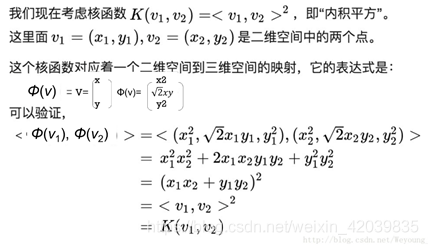 我们现在考虑核函数 K(v₁,v₂) =< v₁,v₂ >²，即“内积平方”。
这里面 v₁ = (x₁,y₁), v₂ = (x₂,y₂) 是二维空间中的两个点。
这个核函数对应着一个二维空间到三维空间的映射，它的表达式是：
Φ(v) = V= (x y) Φ(v)= (x2 √2xy y2)
可以验证，
< Φ(v₁), Φ(v₂) > =< (x₁²,√2x₁y₁,y₁²),(x₂²,√2x₂y₂,y₂²) >
= x₁²x₂² + 2x₁x₂y₁y₂ + y₁²y₂²
= (x₁x₂ + y₁y₂)²
= < v₁,v₂ >²
= K(v₁,v₂)
http://blog.csdn.net/Weyoung_
csdn.net/weixin_42039835